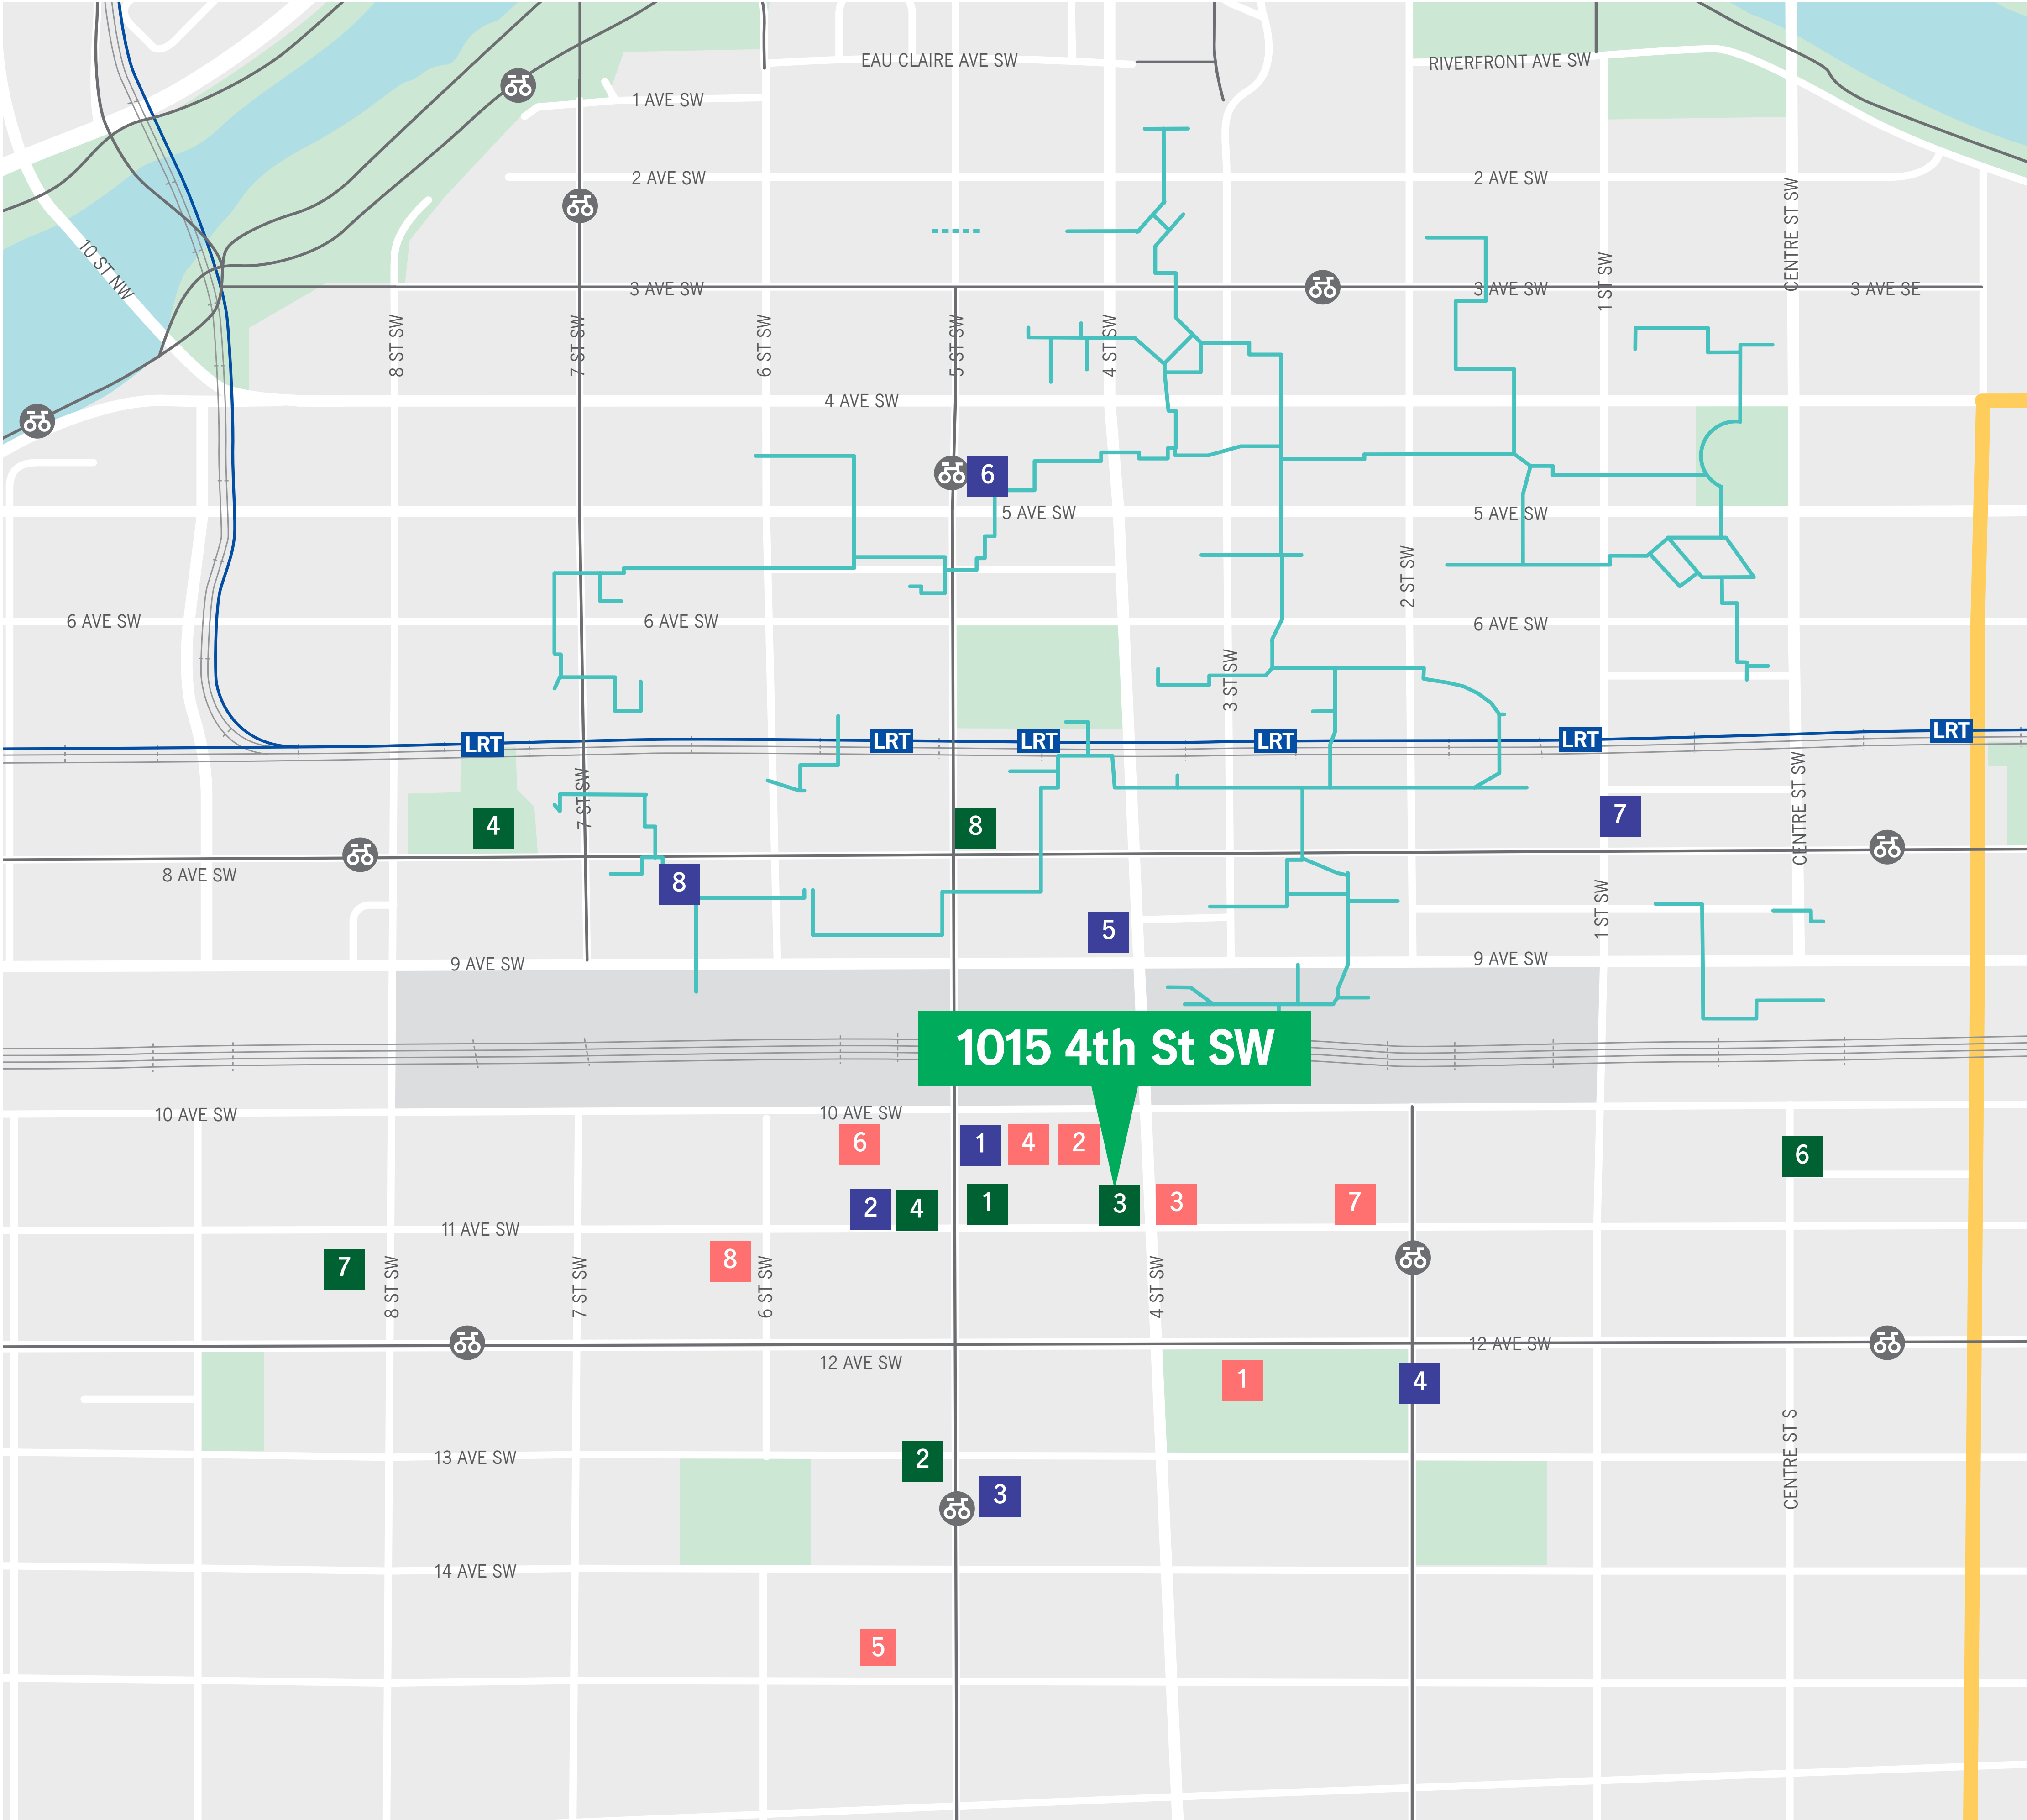 EAU CLAIRE AVE SW
RIVERFRONT AVE SW
1 AVE SW
2 AVE SW
2 AVE SW
CENTRE ST SW
10 ST NW
1 ST SW
3 AVE SW
3 AVE SW
3 AVE SE
8 ST SW
7 ST SW
6 ST SW
5 ST SW
4 ST SW
4 AVE SW
6
5 AVE SW
5 AVE SW
2 ST SW
6 AVE SW
6 AVE SW
6 AVE SW
3 ST SW
LRT
LRT
LRT
LRT
LRT
LRT
7 ST SW
CENTRE ST SW
4
8
7
8 AVE SW
8
5
1 ST SW
9 AVE SW
9 AVE SW
1015 4th St SW
10 AVE SW
10 AVE SW
6
1
4
2
6
2
4
1
3
3
7
11 AVE SW
7
8
8 ST SW
7 ST SW
6 ST SW
4 ST SW
12 AVE SW
12 AVE SW
1
4
13 AVE SW
2
3
CENTRE ST S
14 AVE SW
5